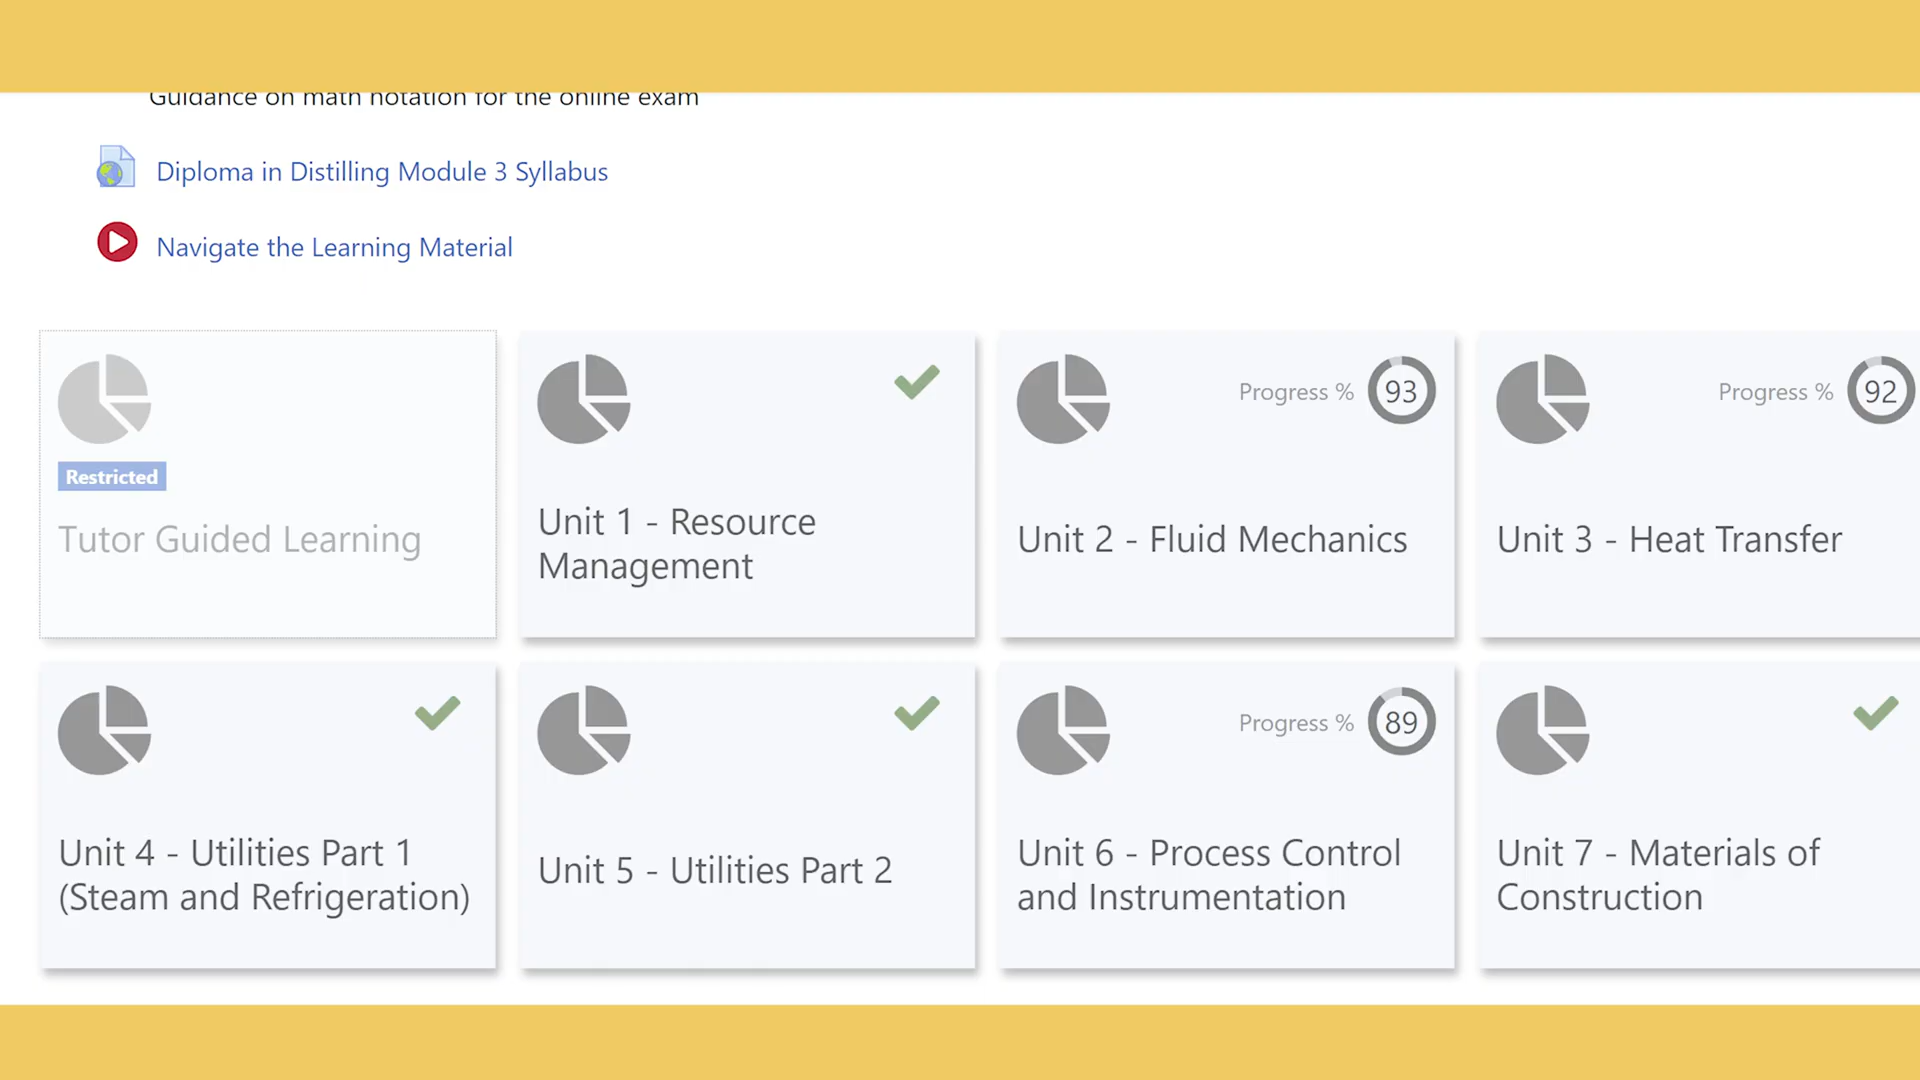 Guidance on math notation for the online exam
Diploma in Distilling Module 3 Syllabus
Navigate the Learning Material
Restricted
Tutor Guided Learning
Unit 1 - Resource
Management
Progress % 93
Unit 2 - Fluid Mechanics
Progress % 92
Unit 3 - Heat Transfer
Unit 4 - Utilities Part 1
(Steam and Refrigeration)
Unit 5 - Utilities Part 2
Progress % 89
Unit 6 - Process Control
and Instrumentation
Unit 7 - Materials of
Construction